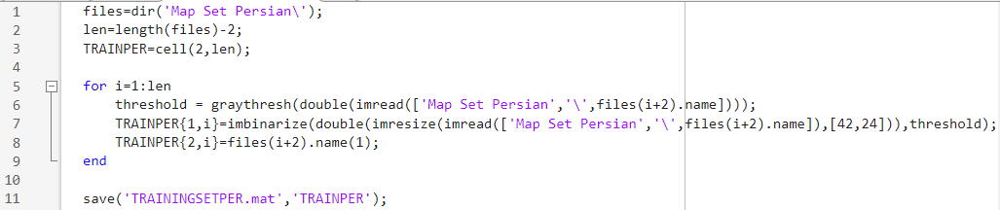 1 files=dir('Map Set Persian\');
2 len=length(files)-2;
3 TRAINPER=cell(2,len);
4
5 for i=1:len
6 threshold = graythresh(double(imread(['Map Set Persian','\',files(i+2).name])));
7 TRAINPER{1,i}=imbinarize(double(imresize(imread(['Map Set Persian','\',files(i+2).name]),[42,24])),threshold);
8 TRAINPER{2,i}=files(i+2).name(1);
9 end
10
11 save('TRAININGSETPER.mat','TRAINPER');